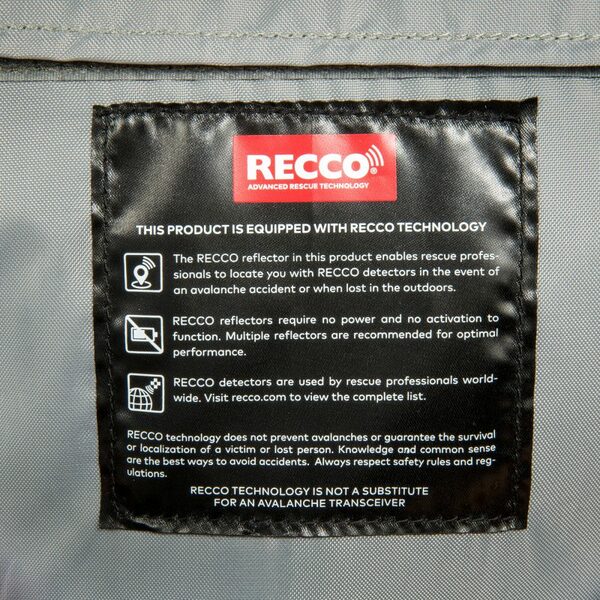 RECCO®
ADVANCED RESCUE TECHNOLOGY
THIS PRODUCT IS EQUIPPED WITH RECCO TECHNOLOGY
The RECCO reflector in this product enables rescue profes-
sionals to locate you with RECCO detectors in the event of
an avalanche accident or when lost in the outdoors.
RECCO reflectors require no power and no activation to
function. Multiple reflectors are recommended for optimal
performance.
RECCO detectors are used by rescue professionals world-
wide. Visit recco.com to view the complete list.
RECCO technology does not prevent avalanches or guarantee the survival
or localization of a victim or lost person. Knowledge and common sense
are the best ways to avoid accidents. Always respect safety rules and reg-
ulations.
RECCO TECHNOLOGY IS NOT A SUBSTITUTE
FOR AN AVALANCHE TRANSCEIVER